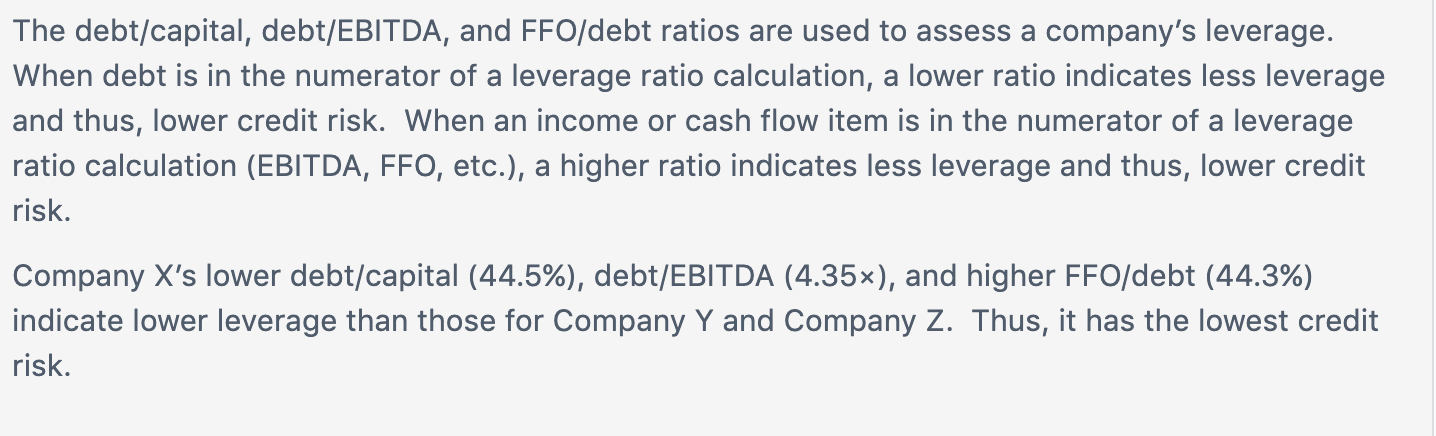 The debt/capital, debt/EBITDA, and FFO/debt ratios are used to assess a company’s leverage.
When debt is in the numerator of a leverage ratio calculation, a lower ratio indicates less leverage
and thus, lower credit risk.  When an income or cash flow item is in the numerator of a leverage
ratio calculation (EBITDA, FFO, etc.), a higher ratio indicates less leverage and thus, lower credit
risk.
Company X’s lower debt/capital (44.5%), debt/EBITDA (4.35×), and higher FFO/debt (44.3%)
indicate lower leverage than those for Company Y and Company Z.  Thus, it has the lowest credit
risk.